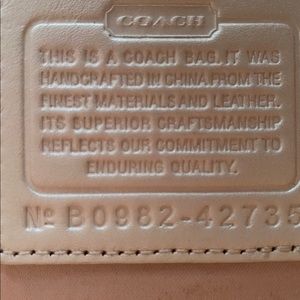 COACH
THIS IS A COACH BAG. IT WAS
HANDCRAFTED IN CHINA FROM THE
FINEST MATERIALS AND LEATHER.
ITS SUPERIOR CRAFTSMANSHIP
REFLECTS OUR COMMITMENT TO
ENDURING QUALITY.
No B0982-42735